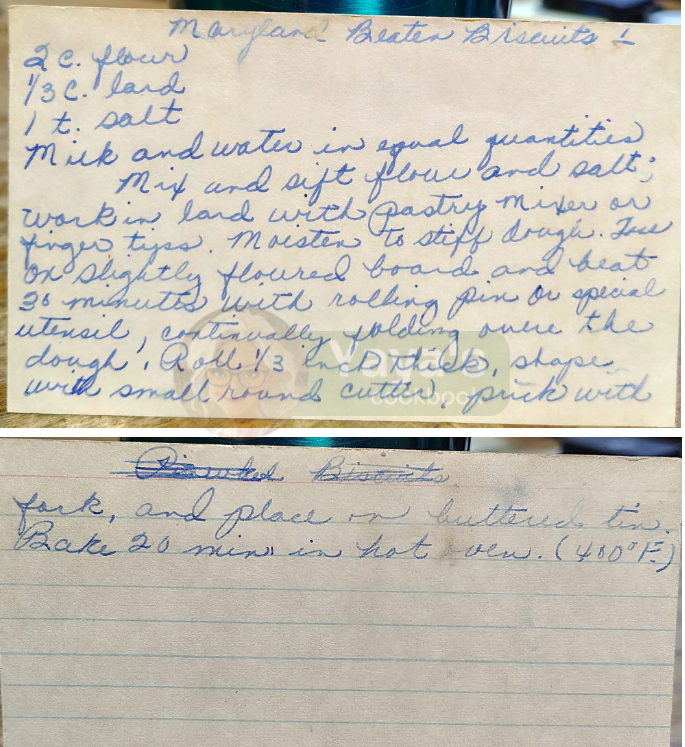 Maryland Beaten Biscuits 1
2 c. flour
1/3 c. lard
1 t. salt
Milk and water in equal quantities
Mix and sift flour and salt;
work in lard with pastry mixer or
finger tips. Moisten to stiff dough. Toss
on slightly floured board and beat
30 minutes with rolling pin or special
utensil, continually folding over the
dough. Roll 1/3 inch thick, shape
with small round cutter, prick with
Yaya's
cookbook
Biscuits
fork, and place on buttered tin.
Bake 20 min. in hot oven. (400°F.)